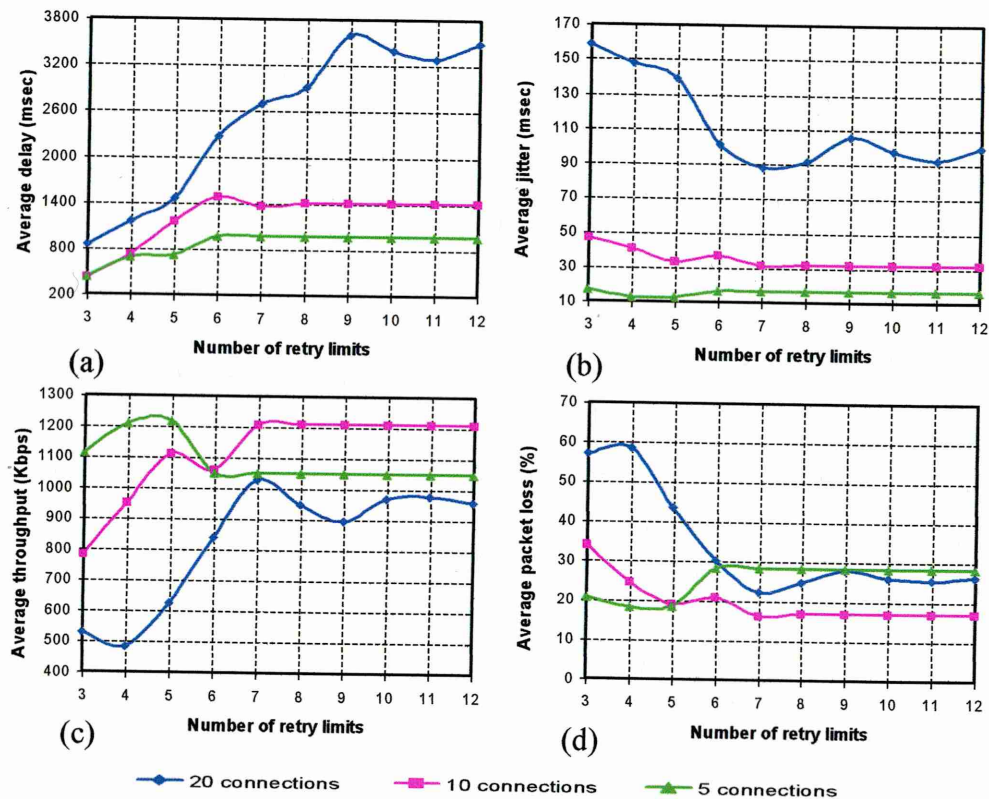 Average delay (msec)
3800
3200
2600
2000
1400
800
200
3 4 5 6 7 8 9 10 11 12
Number of retry limits
(a)
Average jitter (msec)
170
150
130
110
90
70
50
30
10
3 4 5 6 7 8 9 10 11 12
Number of retry limits
(b)
Average throughput (Kbps)
1300
1200
1100
1000
900
800
700
600
500
400
3 4 5 6 7 8 9 10 11 12
Number of retry limits
(c)
Average packet loss (%)
70
60
50
40
30
20
10
0
3 4 5 6 7 8 9 10 11 12
Number of retry limits
(d)
20 connections
10 connections
5 connections